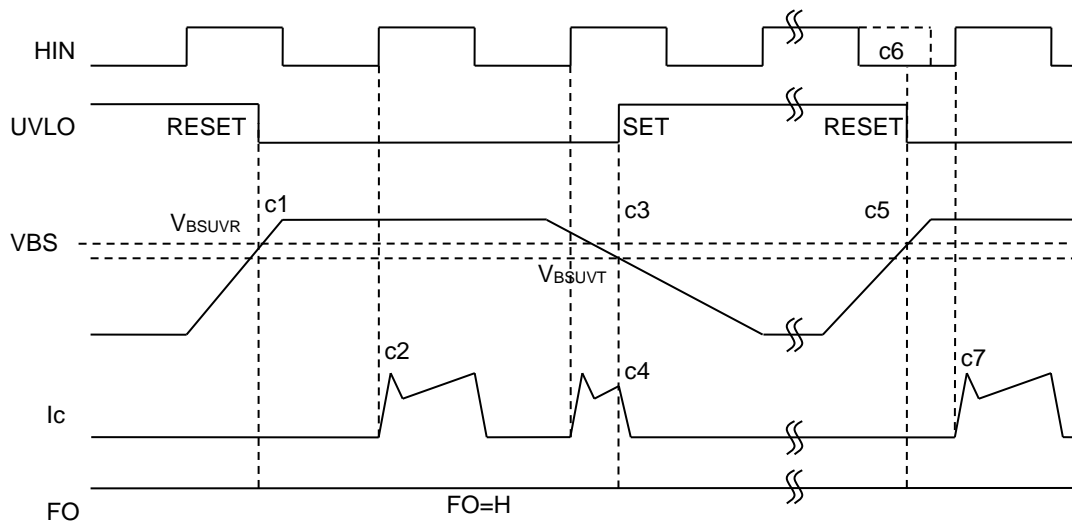 HIN
c6
UVLO
RESET
SET
RESET
c1
c3
c5
VBSUVR
VBS
VBSUVT
c2
c4
c7
Ic
FO=H
FO